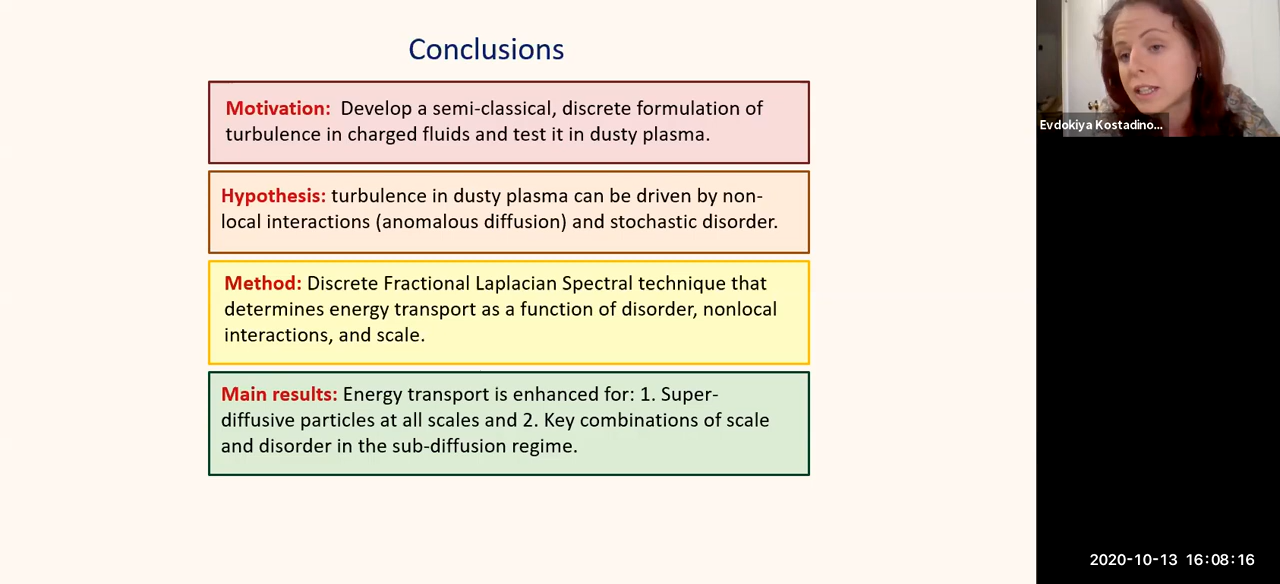 Conclusions
Motivation: Develop a semi-classical, discrete formulation of
turbulence in charged fluids and test it in dusty plasma.
Hypothesis: turbulence in dusty plasma can be driven by non-
local interactions (anomalous diffusion) and stochastic disorder.
Method: Discrete Fractional Laplacian Spectral technique that
determines energy transport as a function of disorder, nonlocal
interactions, and scale.
Main results: Energy transport is enhanced for: 1. Super-
diffusive particles at all scales and 2. Key combinations of scale
and disorder in the sub-diffusion regime.
Evdokiya Kostadino...
2020-10-13 16:08:16